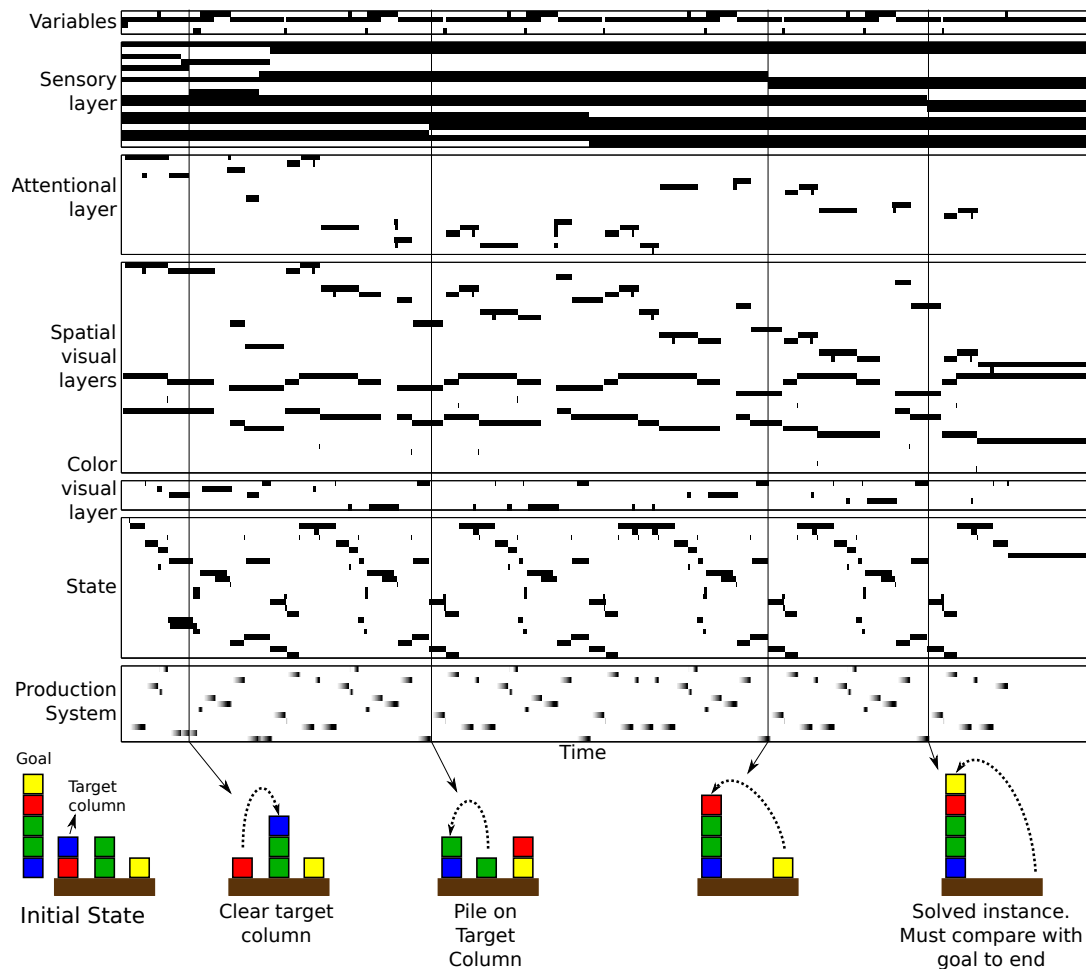 Variables
Sensory
layer
Attentional
layer
Spatial
visual
layers
Color
visual
layer
State
Production
System
Time
Goal
Target
column
Initial State
Clear target
column
Pile on
Target
Column
Solved instance.
Must compare with
goal to end